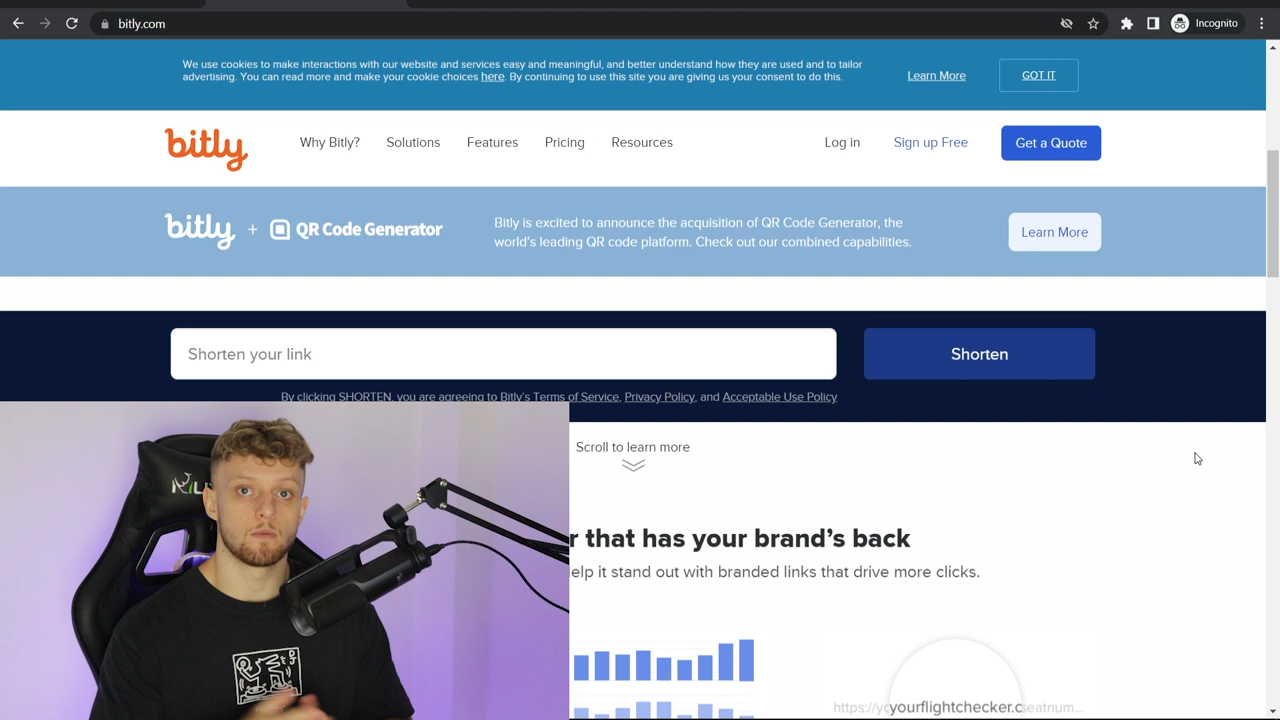 bitly.com
Incognito
We use cookies to make interactions with our website and services easy and meaningful, and better understand how they are used and to tailor
advertising. You can read more and make your cookie choices here. By continuing to use this site you are giving us your consent to do this.
Learn More
GOT IT
bitly
Why Bitly?
Solutions
Features
Pricing
Resources
Log in
Sign up Free
Get a Quote
bitly + QR Code Generator
Bitly is excited to announce the acquisition of QR Code Generator, the
world's leading QR code platform. Check out our combined capabilities.
Learn More
Shorten your link
Shorten
By clicking SHORTEN, you are agreeing to Bitly's Terms of Service, Privacy Policy, and Acceptable Use Policy
Scroll to learn more
r that has your brand's back
elp it stand out with branded links that drive more clicks.
yourflightchecker.c
seatnum...